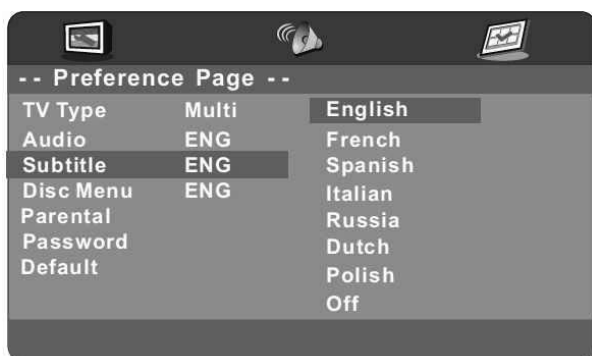 -- Preference Page --
TV Type Multi English
Audio ENG French
Subtitle ENG Spanish
Disc Menu ENG Italian
Parental Russia
Password Dutch
Default Polish
Off